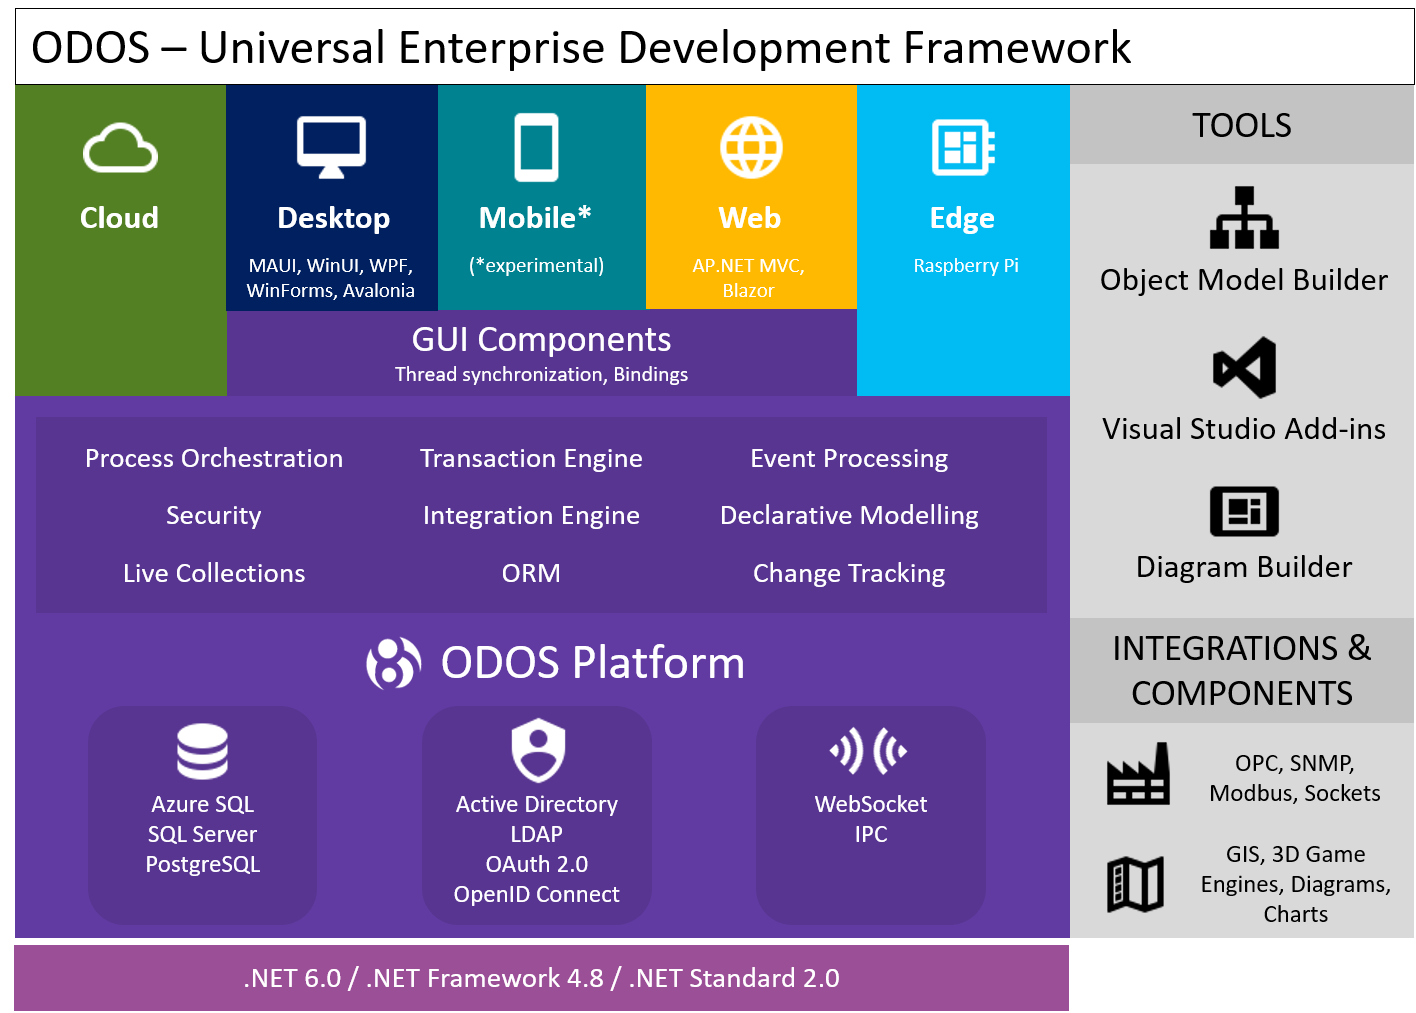 ODOS – Universal Enterprise Development Framework
Cloud
Desktop
MAUI, WinUI, WPF,
WinForms, Avalonia
Mobile*
(*experimental)
Web
AP.NET MVC,
Blazor
Edge
Raspberry Pi
GUI Components
Thread synchronization, Bindings
Process Orchestration
Transaction Engine
Event Processing
Security
Integration Engine
Declarative Modelling
Live Collections
ORM
Change Tracking
ODOS Platform
Azure SQL
SQL Server
PostgreSQL
Active Directory
LDAP
OAuth 2.0
OpenID Connect
WebSocket
IPC
.NET 6.0 / .NET Framework 4.8 / .NET Standard 2.0
TOOLS
Object Model Builder
Visual Studio Add-ins
Diagram Builder
INTEGRATIONS &
COMPONENTS
OPC, SNMP,
Modbus, Sockets
GIS, 3D Game
Engines, Diagrams,
Charts